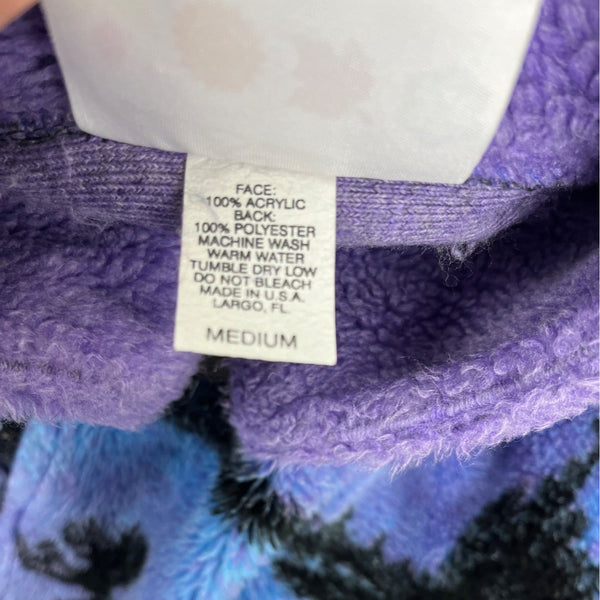 FACE:
100% ACRYLIC
BACK:
100% POLYESTER
MACHINE WASH
WARM WATER
TUMBLE DRY LOW
DO NOT BLEACH
MADE IN U.S.A.
LARGO, FL
MEDIUM